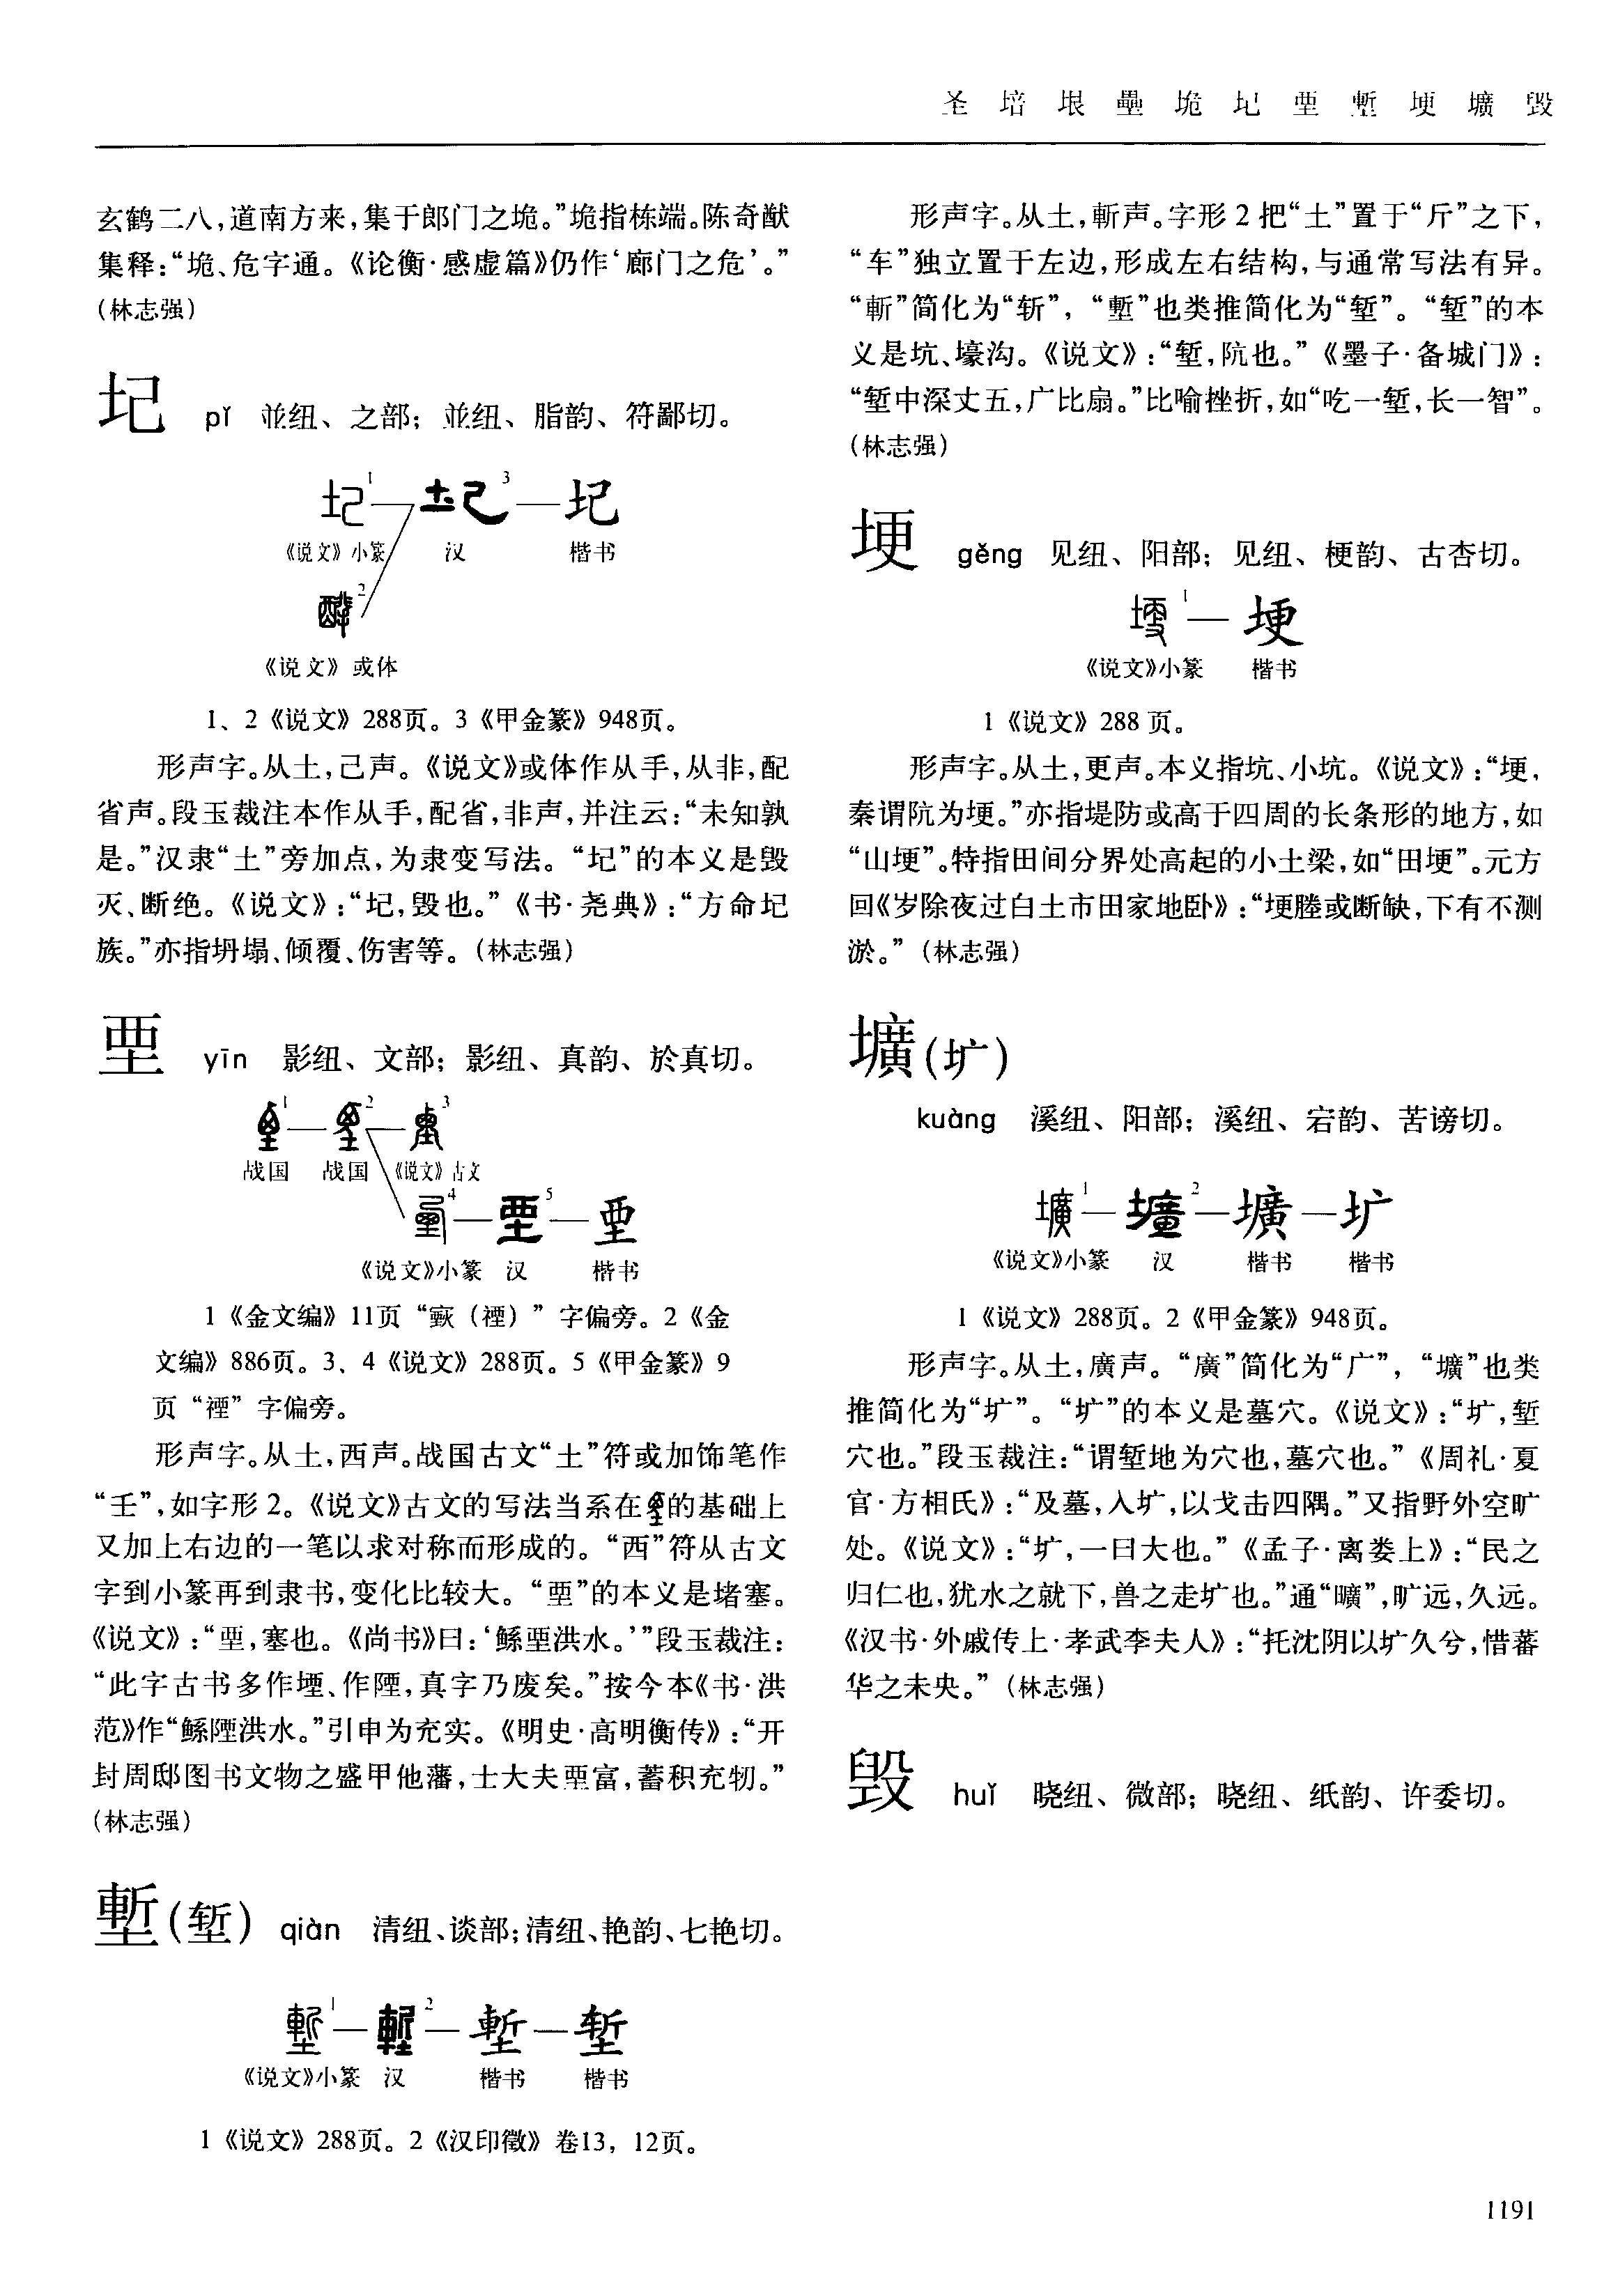 圣 培 垠 壘 垝 圮 垔 塹 埂 壙 毁
玄鹤二八,道南方来,集于郎门之垝。”垝指栋端。陈奇猷
集释:“垝、危字通。《论衡·感虚篇》仍作‘廊门之危’。”
(林志强)
圮 pǐ 並纽、之部;並纽、脂韵、符鄙切。
圮1—圮3—圮
《说文》小篆 汉 楷书
2
《说文》或体
1、2《说文》288页。3《甲金篆》948页。
形声字。从土,己声。《说文》或体作从手,从非,配
省声。段玉裁注本作从手,配省,非声,并注云:“未知孰
是。”汉隶“土”旁加点,为隶变写法。“圮”的本义是毁
灭、断绝。《说文》:“圮,毁也。”《书·尧典》:“方命圮
族。”亦指坍塌、倾覆、伤害等。(林志强)
垔 yīn 影纽、文部;影纽、真韵、於真切。
1—2—3
战国 战国 《说文》古文
4—垔5—垔
《说文》小篆 汉 楷书
1《金文编》11页“(禋)”字偏旁。2《金
文编》886页。3、4《说文》288页。5《甲金篆》9
页“禋”字偏旁。
形声字。从土,西声。战国古文“土”符或加饰笔作
“壬”,如字形2。《说文》古文的写法当系在的基础上
又加上右边的一笔以求对称而形成的。“西”符从古文
字到小篆再到隶书,变化比较大。“垔”的本义是堵塞。
《说文》:“垔,塞也。《尚书》曰:‘鲧垔洪水。’”段玉裁注:
“此字古书多作堙、作陻,真字乃废矣。”按今本《书·洪
范》作“鲧陻洪水。”引申为充实。《明史·高明衡传》:“开
封周邸图书文物之盛甲他藩,士大夫垔富,蓄积充牣。”
(林志强)
塹(堑) qiàn 清纽、谈部;清纽、艳韵、七艳切。
塹1—塹2—塹—堑
《说文》小篆 汉 楷书 楷书
1《说文》288页。2《汉印徵》卷13,12页。
形声字。从土,斬声。字形2把“土”置于“斤”之下,
“车”独立置于左边,形成左右结构,与通常写法有异。
“斬”简化为“斩”,“塹”也类推简化为“堑”。“堑”的本
义是坑、壕沟。《说文》:“堑,阬也。”《墨子·备城门》:
“堑中深丈五,广比扇。”比喻挫折,如“吃一堑,长一智”。
(林志强)
埂 gěng 见纽、阳部;见纽、梗韵、古杏切。
埂1—埂
《说文》小篆 楷书
1《说文》288页。
形声字。从土,更声。本义指坑、小坑。《说文》:“埂,
秦谓阬为埂。”亦指堤防或高于四周的长条形的地方,如
“山埂”。特指田间分界处高起的小土梁,如“田埂”。元方
回《岁除夜过白土市田家地卧》:“埂塍或断缺,下有不测
淤。”(林志强)
壙(圹)
kuàng 溪纽、阳部;溪纽、宕韵、苦谤切。
壙1—壙2—壙—圹
《说文》小篆 汉 楷书 楷书
1《说文》288页。2《甲金篆》948页。
形声字。从土,廣声。“廣”简化为“广”,“壙”也类
推简化为“圹”。“圹”的本义是墓穴。《说文》:“圹,堑
穴也。”段玉裁注:“谓堑地为穴也,墓穴也。”《周礼·夏
官·方相氏》:“及墓,入圹,以戈击四隅。”又指野外空旷
处。《说文》:“圹,一曰大也。”《孟子·离娄上》:“民之
归仁也,犹水之就下,兽之走圹也。”通“曠”,旷远,久远。
《汉书·外戚传上·孝武李夫人》:“托沈阴以圹久兮,惜蕃
华之未央。”(林志强)
毁 huǐ 晓纽、微部;晓纽、纸韵、许委切。
1191